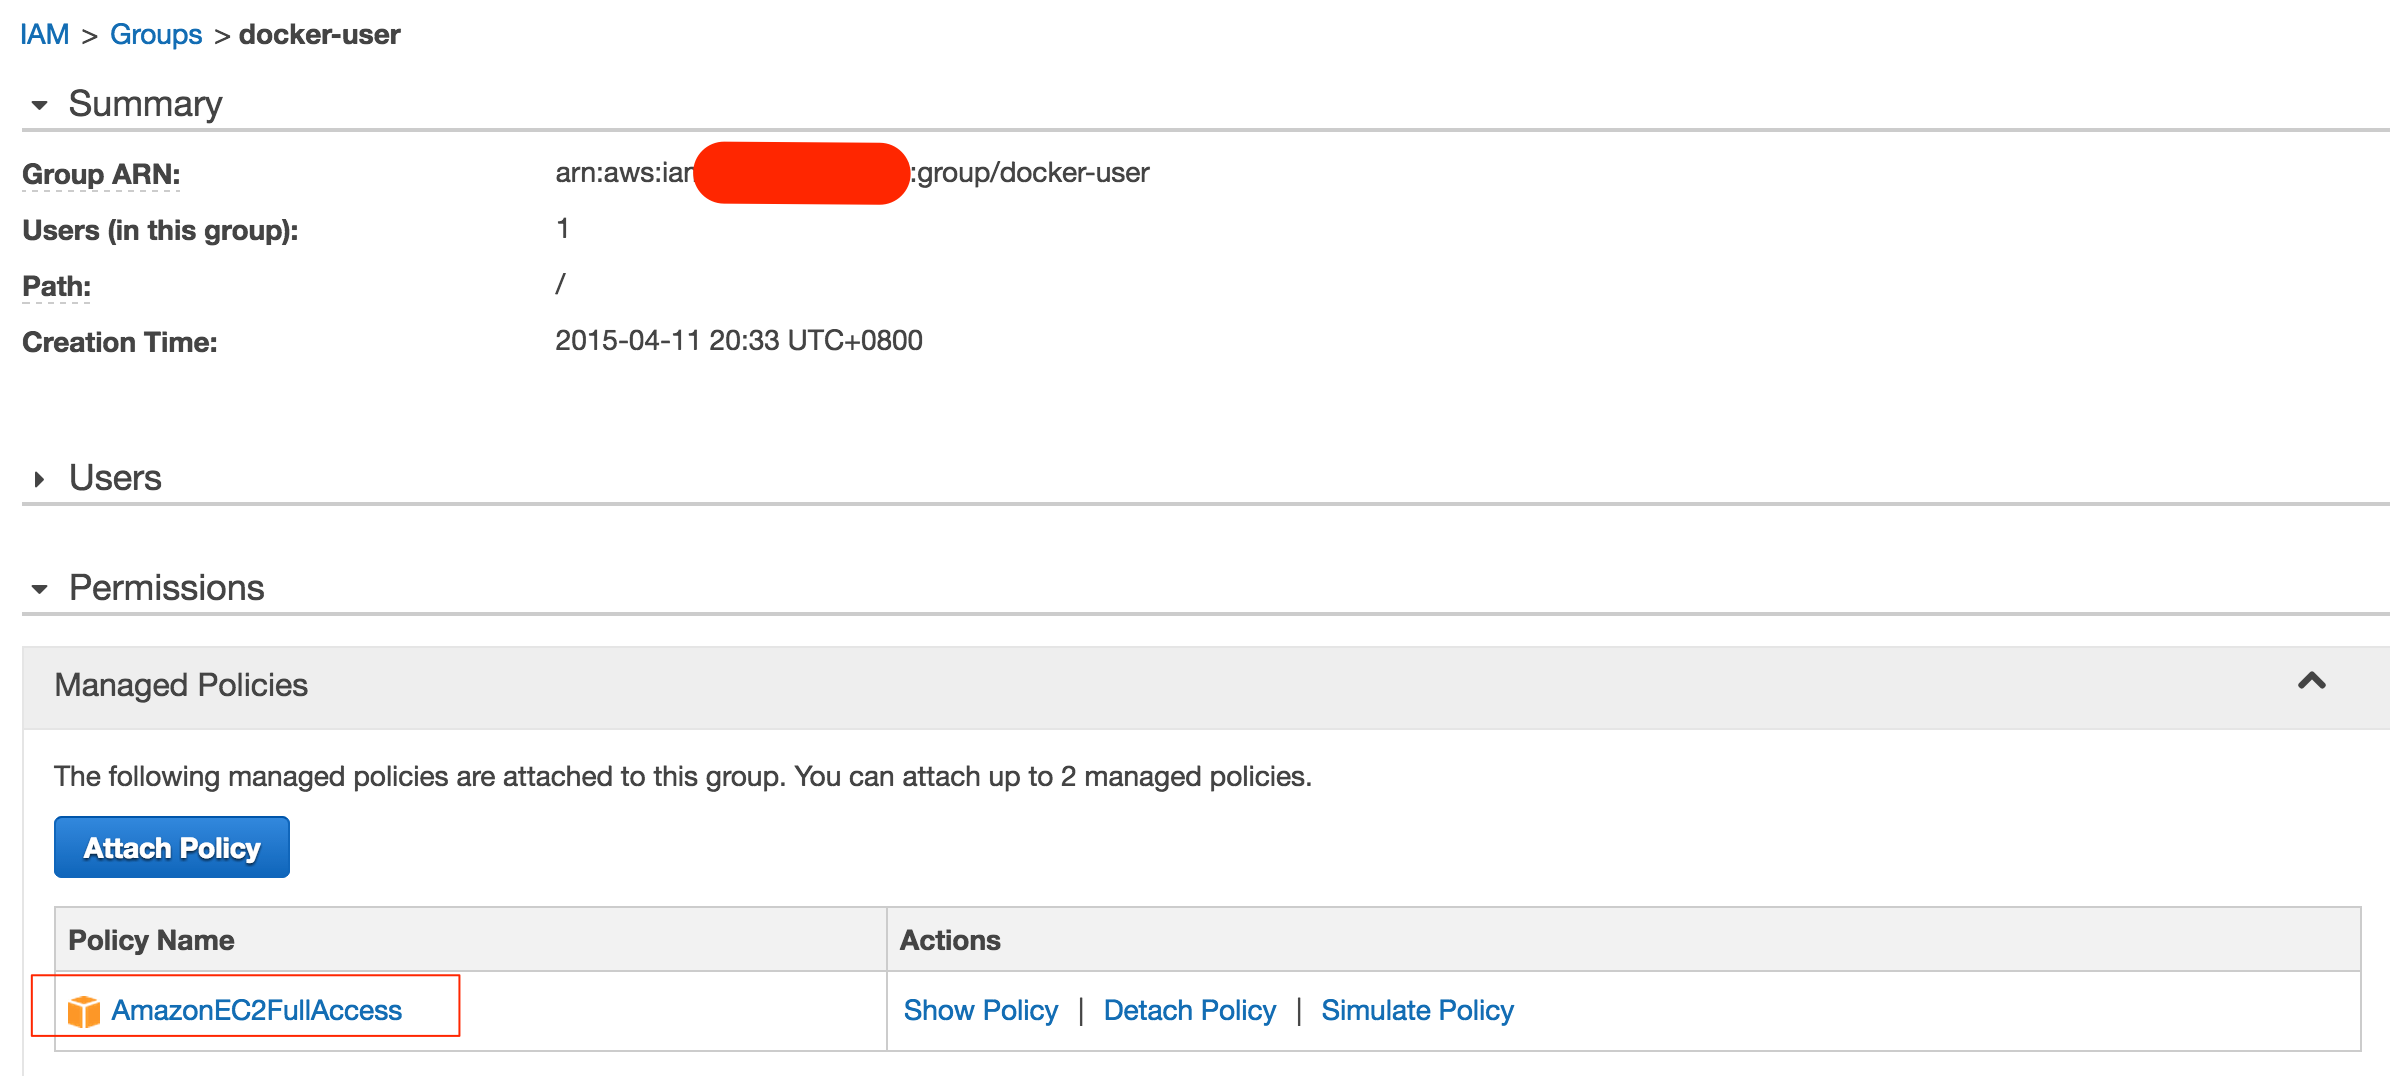 IAM > Groups > docker-user
Summary
Group ARN: arn:aws:iam :group/docker-user
Users (in this group): 1
Path: /
Creation Time: 2015-04-11 20:33 UTC+0800
Users
Permissions
Managed Policies
The following managed policies are attached to this group. You can attach up to 2 managed policies.
Attach Policy
Policy Name Actions
AmazonEC2FullAccess Show Policy | Detach Policy | Simulate Policy